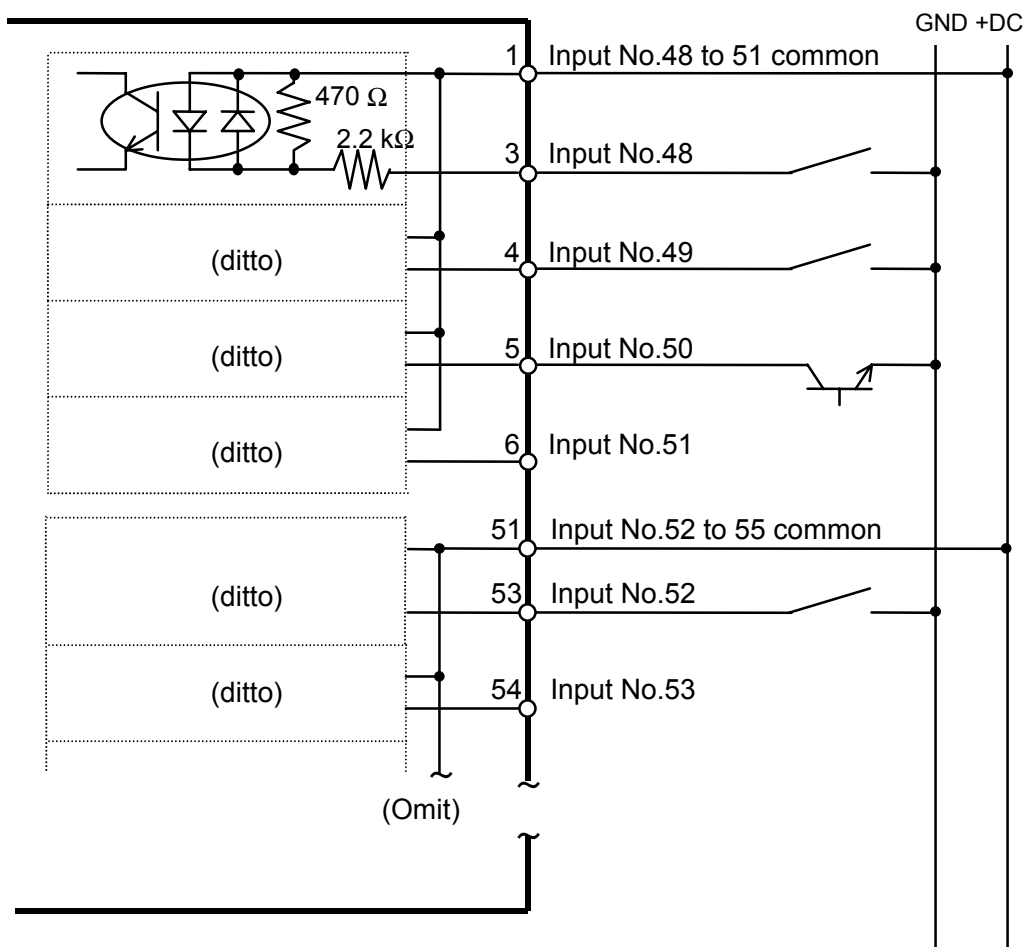 GND +DC
1 Input No.48 to 51 common
470 Ω
2.2 kΩ
3 Input No.48
(ditto)
4 Input No.49
(ditto)
5 Input No.50
(ditto)
6 Input No.51
51 Input No.52 to 55 common
(ditto)
53 Input No.52
(ditto)
54 Input No.53
(Omit)